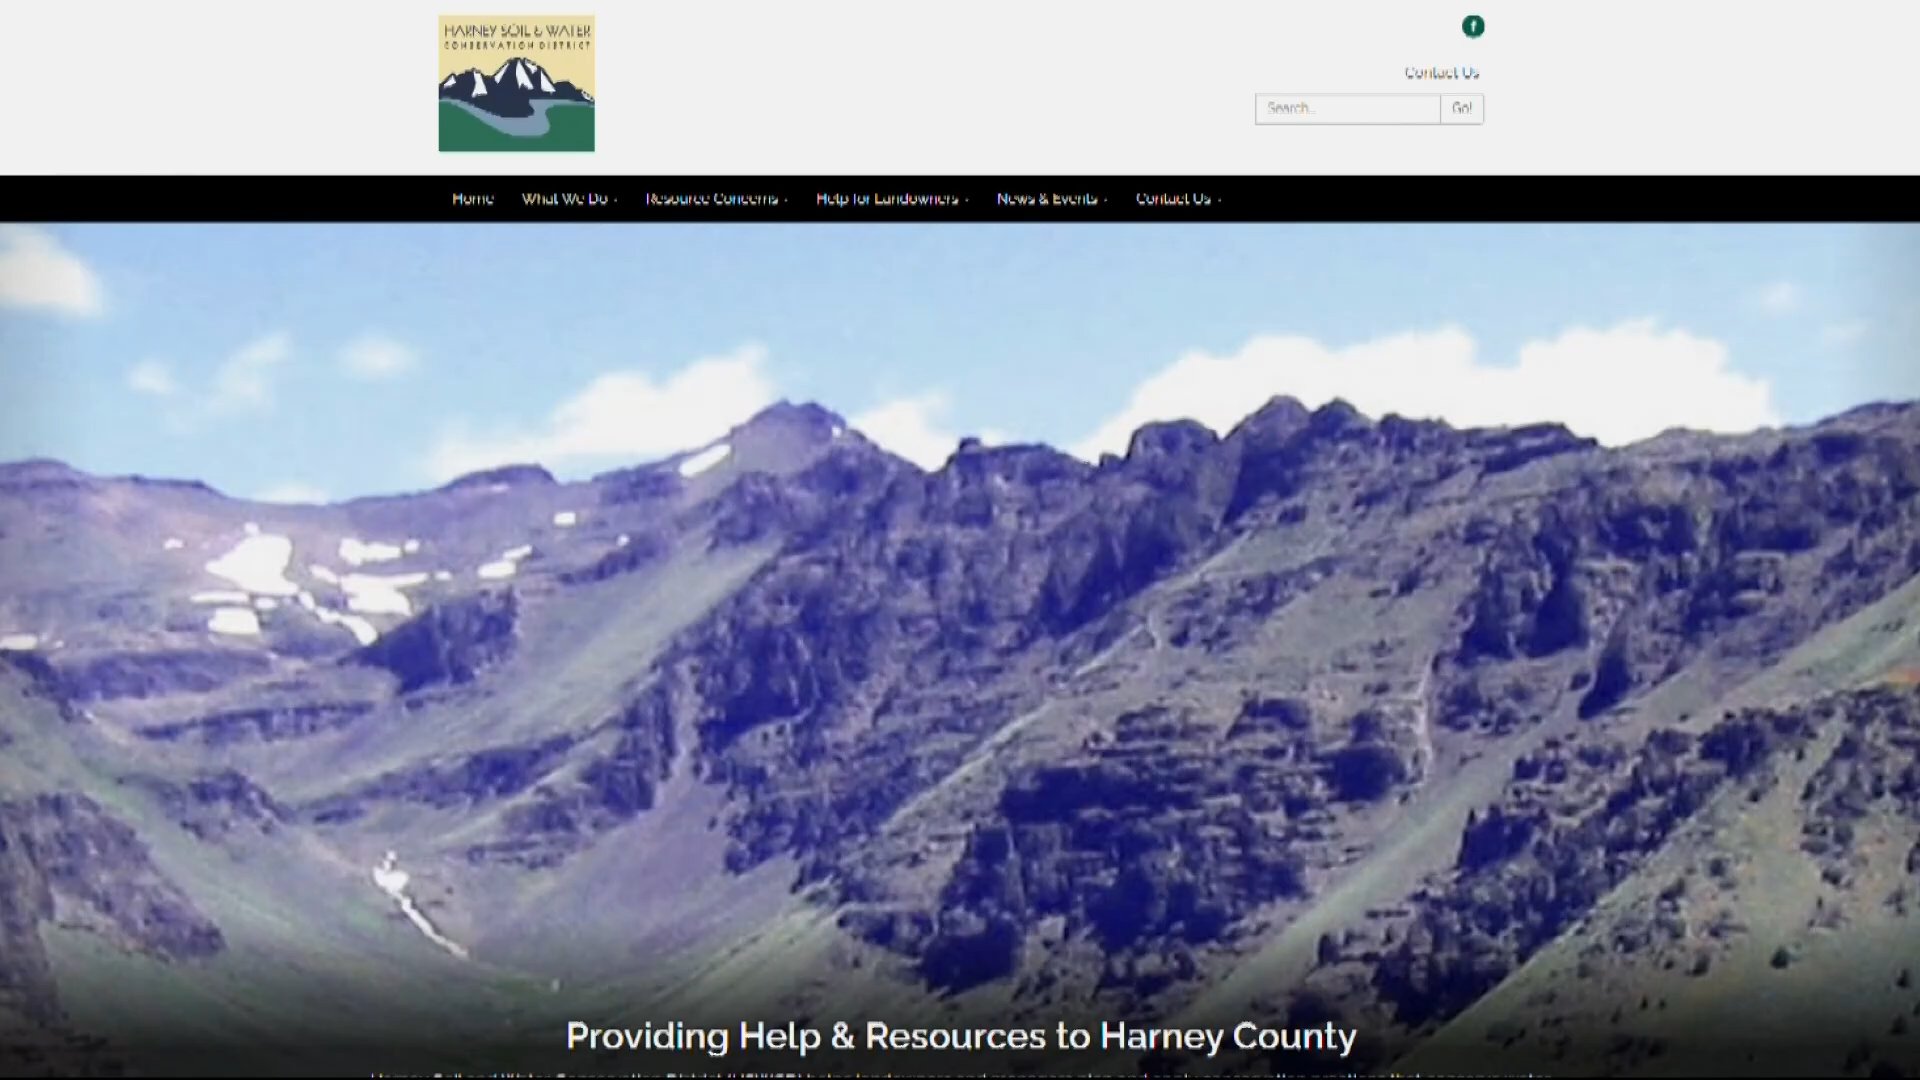 HARNEY SOIL & WATER
CONSERVATION DISTRICT
Contact Us
Search...
Go!
Home
What We Do
Resource Concerns
Help for Landowners
News & Events
Contact Us
Providing Help & Resources to Harney County